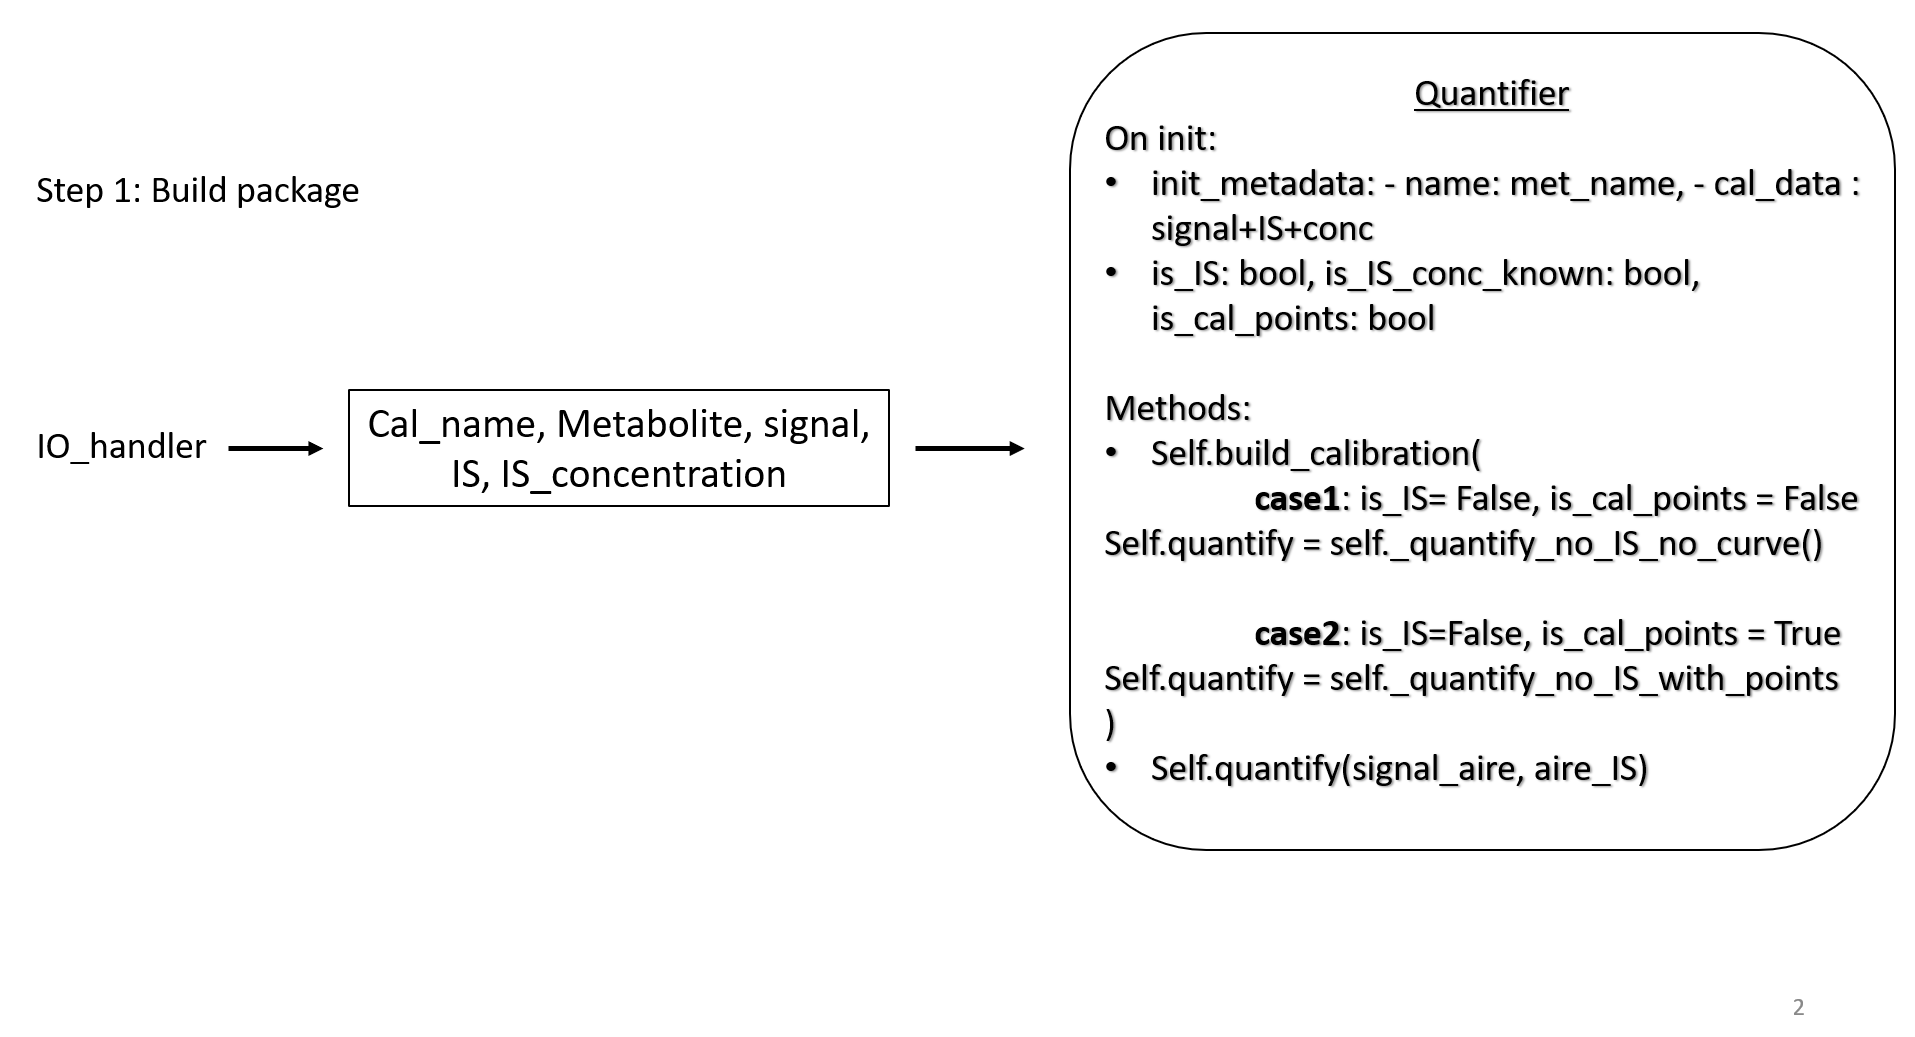 Step 1: Build package
IO_handler
Cal_name, Metabolite, signal,
IS, IS_concentration
Quantifier
On init:
• init_metadata: - name: met_name, - cal_data :
signal+IS+conc
• is_IS: bool, is_IS_conc_known: bool,
is_cal_points: bool
Methods:
• Self.build_calibration(
case1: is_IS= False, is_cal_points = False
Self.quantify = self._quantify_no_IS_no_curve()
case2: is_IS=False, is_cal_points = True
Self.quantify = self._quantify_no_IS_with_points
)
• Self.quantify(signal_aire, aire_IS)
2